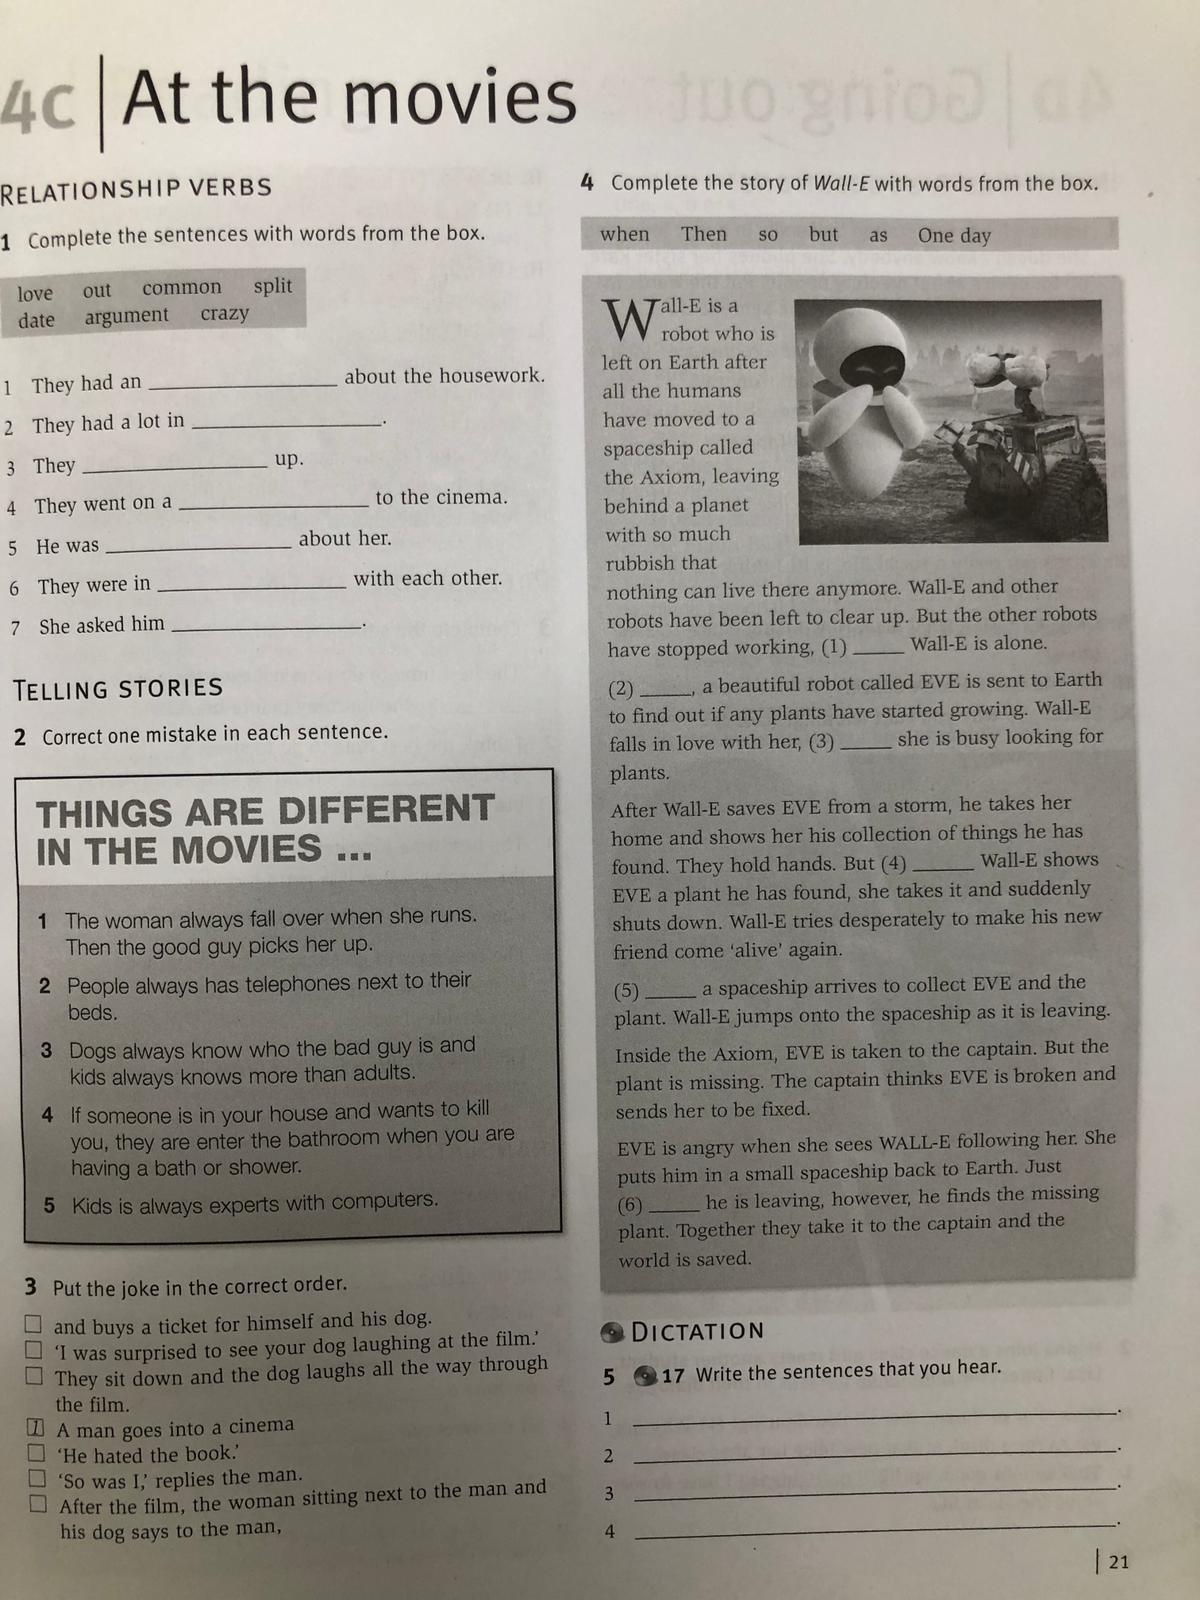 4C At the movies
RELATIONSHIP VERBS
1 Complete the sentences with words from the box.
love out common split
date argument crazy
1 They had an ______ about the housework.
2 They had a lot in ______.
3 They ______ up.
4 They went on a ______ to the cinema.
5 He was ______ about her.
6 They were in ______ with each other.
7 She asked him ______.
TELLING STORIES
2 Correct one mistake in each sentence.
THINGS ARE DIFFERENT
IN THE MOVIES ...
1 The woman always fall over when she runs.
Then the good guy picks her up.
2 People always has telephones next to their
beds.
3 Dogs always know who the bad guy is and
kids always knows more than adults.
4 If someone is in your house and wants to kill
you, they are enter the bathroom when you are
having a bath or shower.
5 Kids is always experts with computers.
3 Put the joke in the correct order.
and buys a ticket for himself and his dog.
'I was surprised to see your dog laughing at the film.'
They sit down and the dog laughs all the way through
the film.
1 A man goes into a cinema
'He hated the book.'
'So was I,' replies the man.
After the film, the woman sitting next to the man and
his dog says to the man,
4 Complete the story of Wall-E with words from the box.
when Then so but as One day
Wall-E is a
robot who is
left on Earth after
all the humans
have moved to a
spaceship called
the Axiom, leaving
behind a planet
with so much
rubbish that
nothing can live there anymore. Wall-E and other
robots have been left to clear up. But the other robots
have stopped working, (1) ______ Wall-E is alone.
(2) ______, a beautiful robot called EVE is sent to Earth
to find out if any plants have started growing. Wall-E
falls in love with her, (3) ______ she is busy looking for
plants.
After Wall-E saves EVE from a storm, he takes her
home and shows her his collection of things he has
found. They hold hands. But (4) ______ Wall-E shows
EVE a plant he has found, she takes it and suddenly
shuts down. Wall-E tries desperately to make his new
friend come 'alive' again.
(5) ______ a spaceship arrives to collect EVE and the
plant. Wall-E jumps onto the spaceship as it is leaving.
Inside the Axiom, EVE is taken to the captain. But the
plant is missing. The captain thinks EVE is broken and
sends her to be fixed.
EVE is angry when she sees WALL-E following her. She
puts him in a small spaceship back to Earth. Just
(6) ______ he is leaving, however, he finds the missing
plant. Together they take it to the captain and the
world is saved.
DICTATION
5 17 Write the sentences that you hear.
1 ______.
2 ______.
3 ______.
4 ______.
21